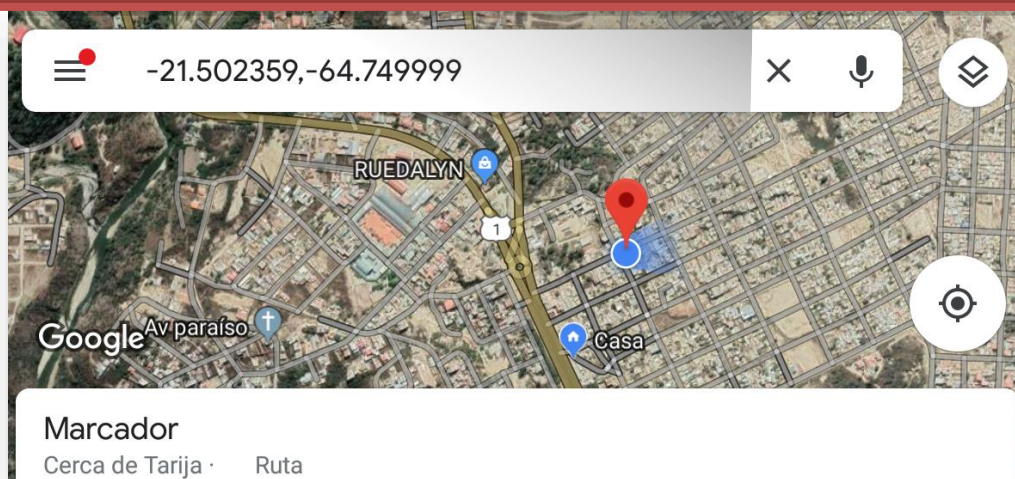 -21.502359,-64.749999
RUEDALYN
1
Google
Av paraíso
Casa
Marcador
Cerca de Tarija · Ruta